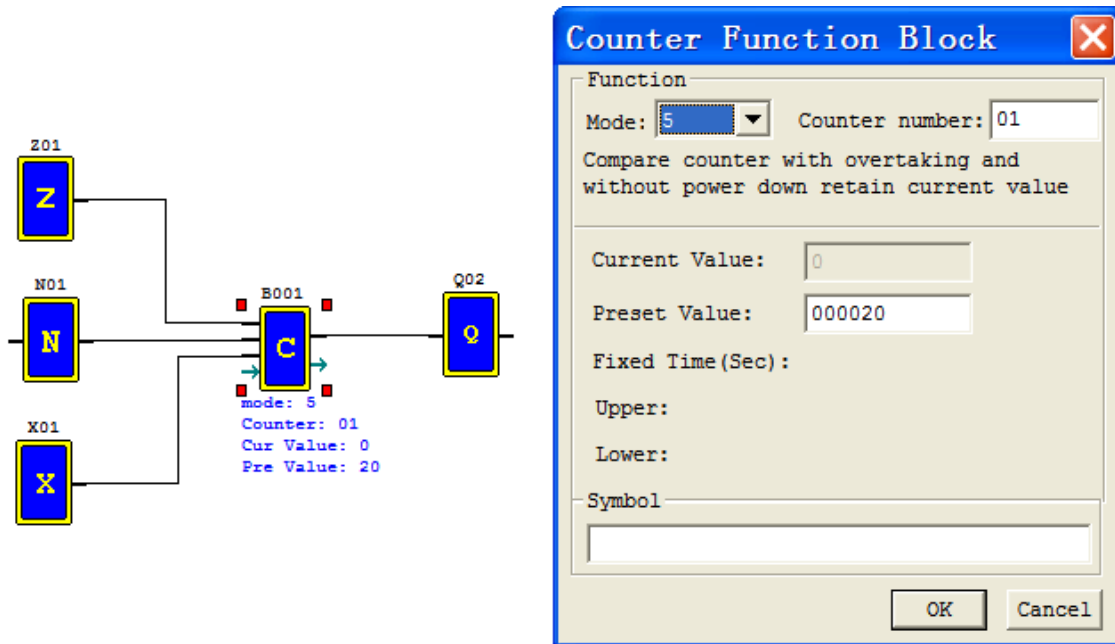 Z01
Z
N01
N
X01
X
B001
C
mode: 5
Counter: 01
Cur Value: 0
Pre Value: 20
Q02
Q
Counter Function Block
Function
Mode: 5 Counter number: 01
Compare counter with overtaking and
without power down retain current value
Current Value: 0
Preset Value: 000020
Fixed Time(Sec):
Upper:
Lower:
Symbol
OK Cancel